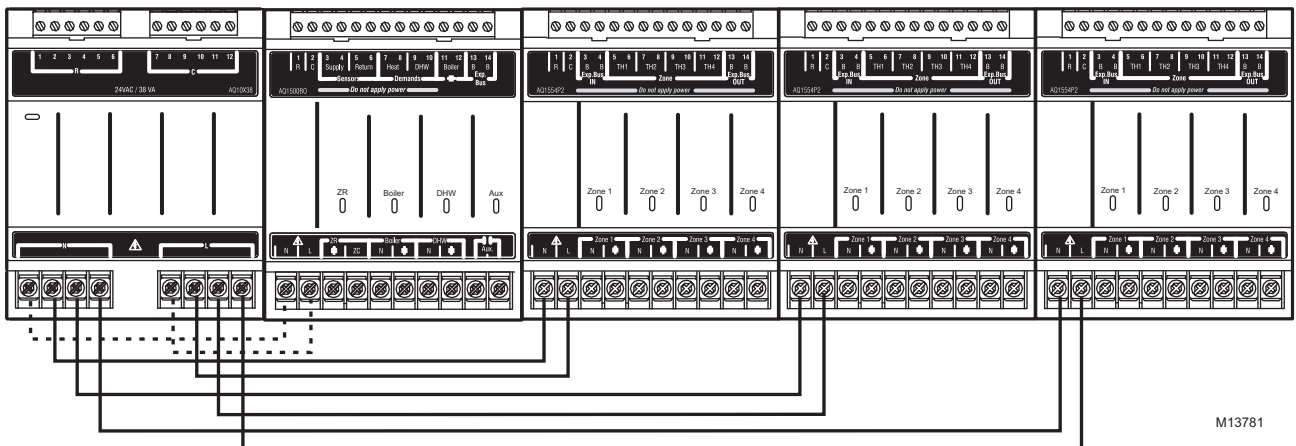 1 2 3 4 5 6 7 8 9 10 11 12
R C
24VAC / 38 VA AQ10X38
1 2 3 4 5 6 7 8 9 10 11 12 13 14
R C Supply Return Heat DHW Boiler B B
Sensors Demands Exp. Bus
AQ1500BO Do not apply power
ZR Boiler DHW Aux
1 2 3 4 5 6 7 8 9 10 11 12 13 14
R C B B TH1 TH2 TH3 TH4 B B
Exp.Bus IN Zone Exp.Bus OUT
AQ1554P2 Do not apply power
Zone 1 Zone 2 Zone 3 Zone 4
1 2 3 4 5 6 7 8 9 10 11 12 13 14
R C B B TH1 TH2 TH3 TH4 B B
Exp.Bus IN Zone Exp.Bus OUT
AQ1554P2 Do not apply power
Zone 1 Zone 2 Zone 3 Zone 4
1 2 3 4 5 6 7 8 9 10 11 12 13 14
R C B B TH1 TH2 TH3 TH4 B B
Exp.Bus IN Zone Exp.Bus OUT
AQ1554P2 Do not apply power
Zone 1 Zone 2 Zone 3 Zone 4
L
ZR Boiler DHW
N L ZC N N Aux.
Zone 1 Zone 2 Zone 3 Zone 4
N L N N N N
Zone 1 Zone 2 Zone 3 Zone 4
N L N N N N
Zone 1 Zone 2 Zone 3 Zone 4
N L N N N N
M13781